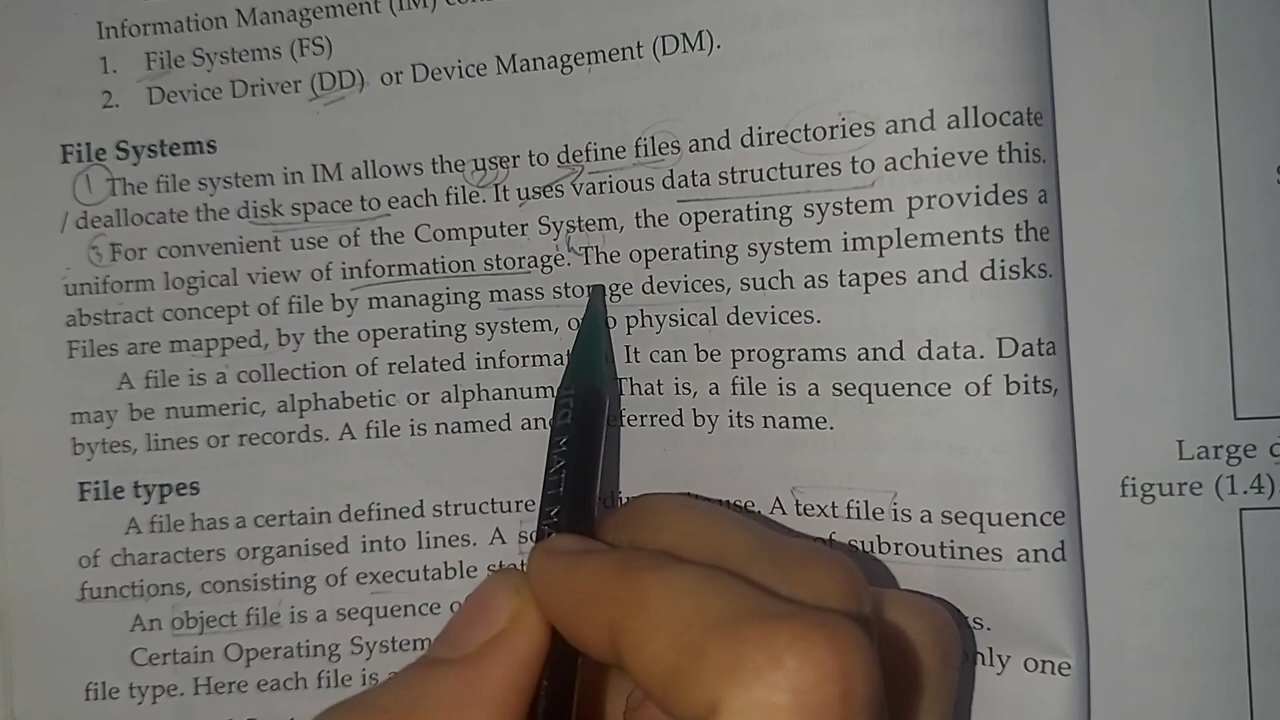 Information Management (IM)
1. File Systems (FS)
2. Device Driver (DD) or Device Management (DM).
File Systems
1 The file system in IM allows the user to define files and directories and allocate
/ deallocate the disk space to each file. It uses various data structures to achieve this.
3 For convenient use of the Computer System, the operating system provides a
uniform logical view of information storage. The operating system implements the
abstract concept of file by managing mass storage devices, such as tapes and disks.
Files are mapped, by the operating system, physical devices.
A file is a collection of related It can be programs and data. Data
may be numeric, alphabetic or That is, a file is a sequence of bits,
bytes, lines or records. A file is named by its name.
File types
A file has a certain defined structure use. A text file is a sequence
of characters organised into lines. A of subroutines and
functions, consisting of executable
An object file is a sequence
Certain Operating System only one
file type. Here each file is
Large
figure (1.4)